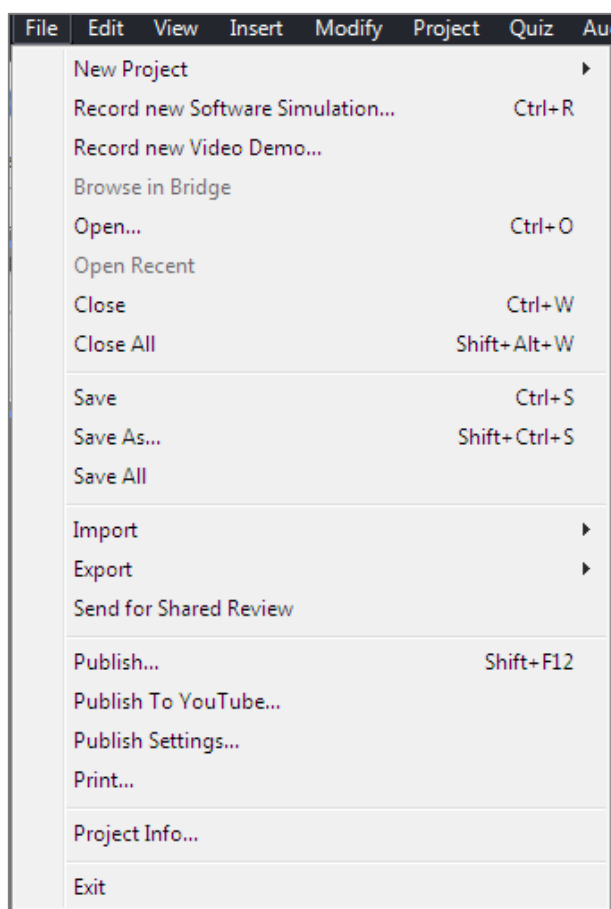 File Edit View Insert Modify Project Quiz Au
New Project
Record new Software Simulation... Ctrl+R
Record new Video Demo...
Browse in Bridge
Open... Ctrl+O
Open Recent
Close Ctrl+W
Close All Shift+Alt+W
Save Ctrl+S
Save As... Shift+Ctrl+S
Save All
Import
Export
Send for Shared Review
Publish... Shift+F12
Publish To YouTube...
Publish Settings...
Print...
Project Info...
Exit